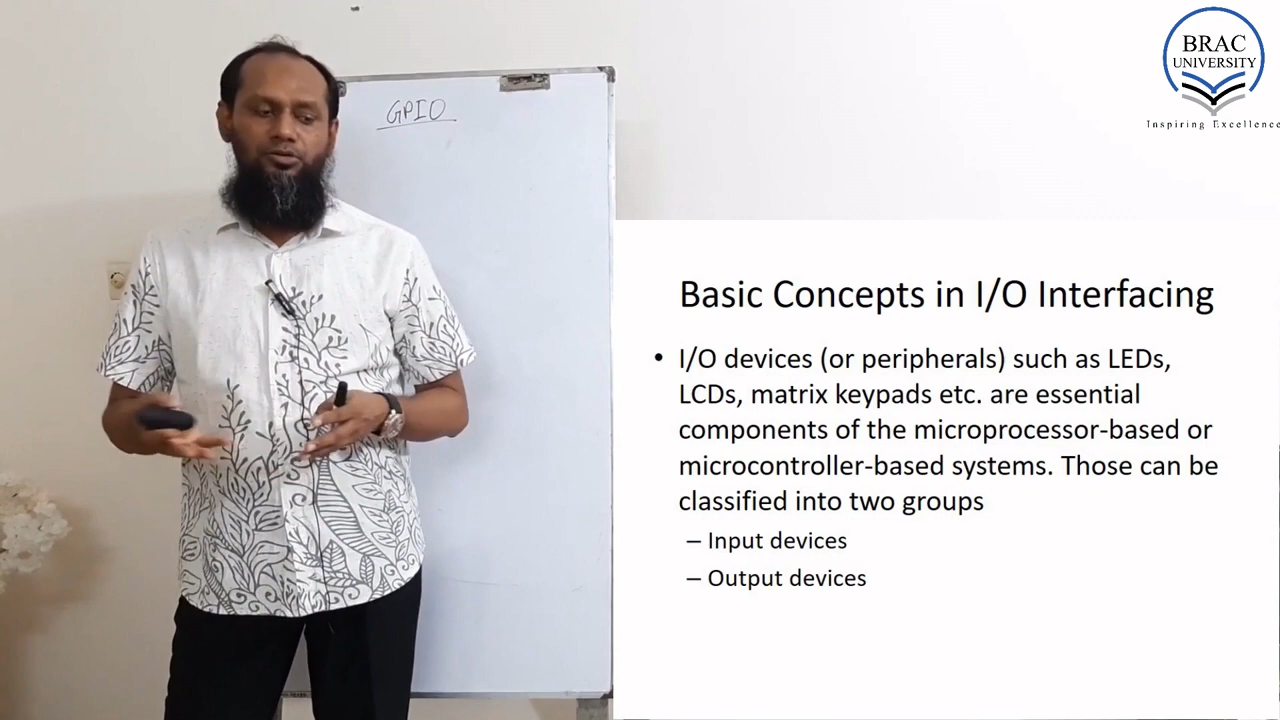 GPIO
BRAC
UNIVERSITY
Inspiring Excellence
Basic Concepts in I/O Interfacing
• I/O devices (or peripherals) such as LEDs,
LCDs, matrix keypads etc. are essential
components of the microprocessor-based or
microcontroller-based systems. Those can be
classified into two groups
– Input devices
– Output devices